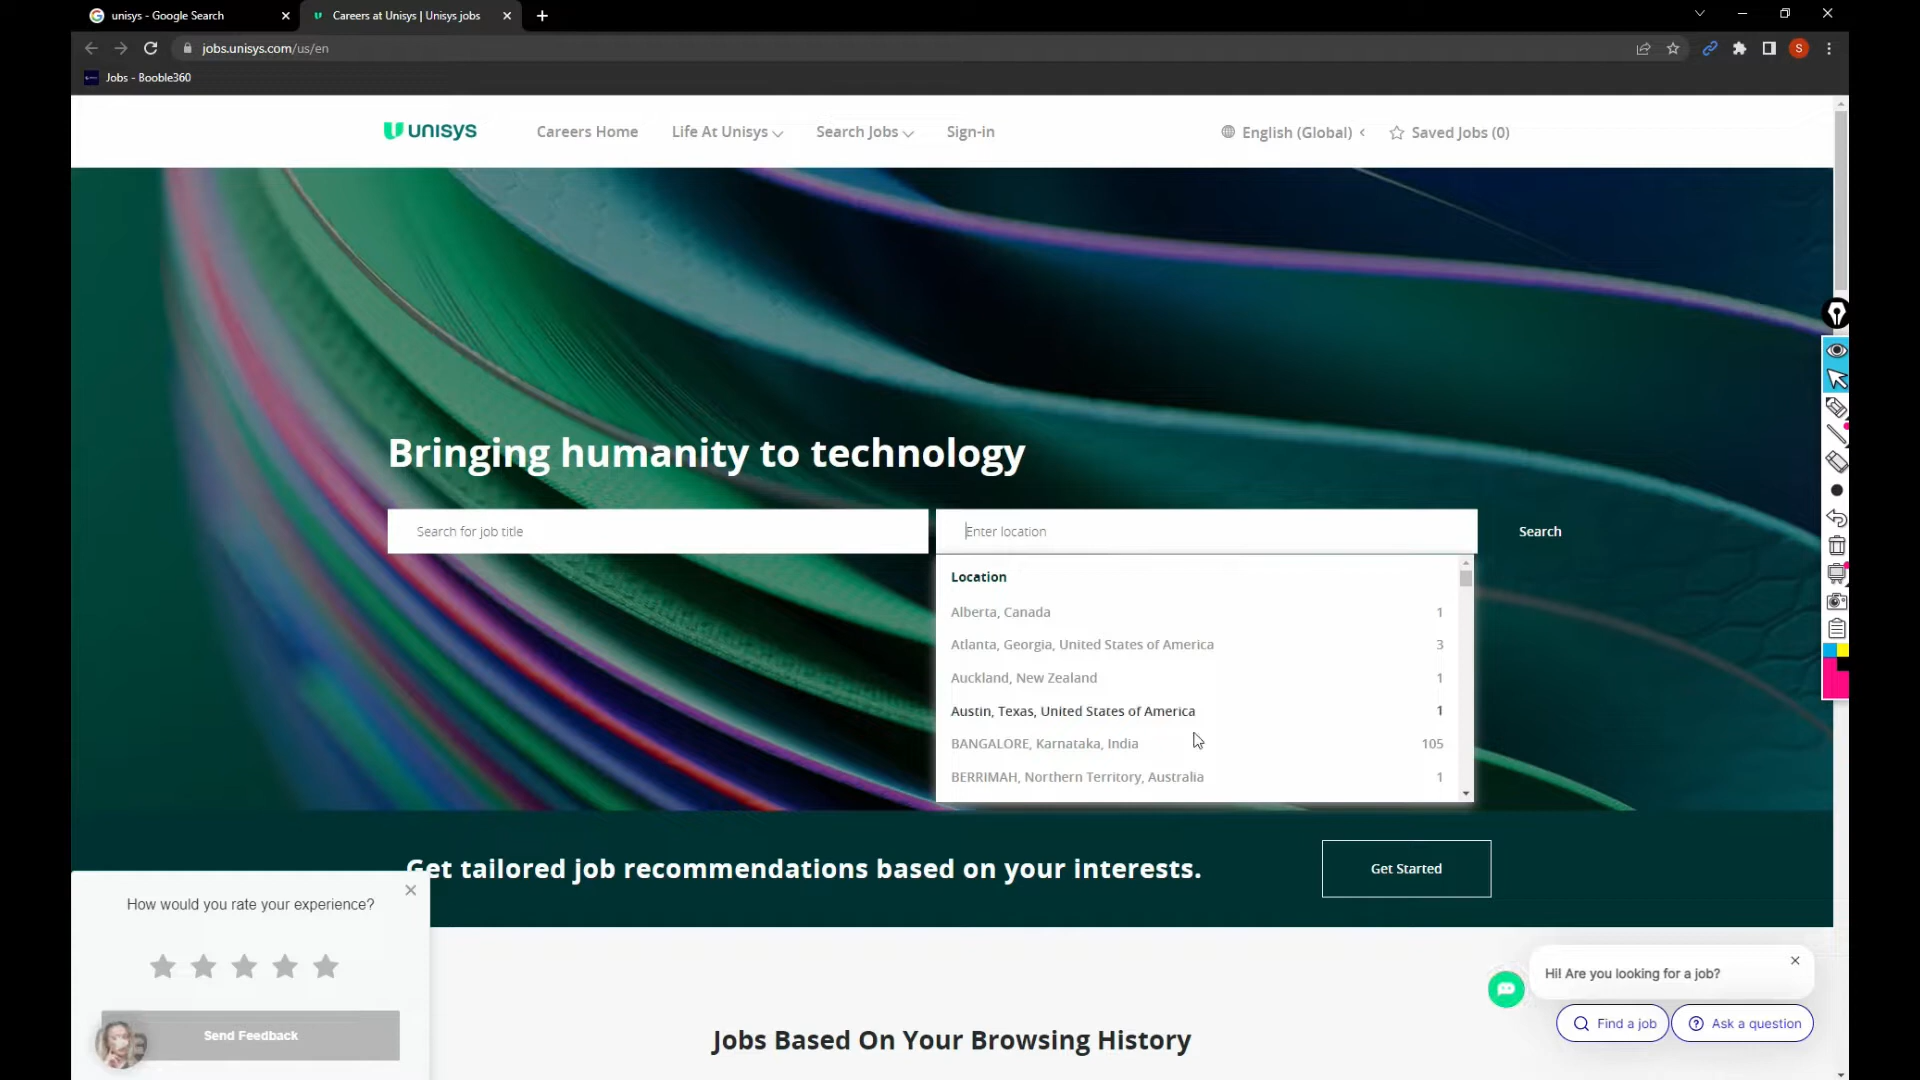 unisys - Google Search
Careers at Unisys | Unisys jobs
jobs.unisys.com/us/en
S
Jobs - Booble360
UNISYS
Careers Home
Life At Unisys
Search Jobs
Sign-in
English (Global)
Saved Jobs (0)
Bringing humanity to technology
Search for job title
Enter location
Search
Location
Alberta, Canada 1
Atlanta, Georgia, United States of America 3
Auckland, New Zealand 1
Austin, Texas, United States of America 1
BANGALORE, Karnataka, India 105
BERRIMAH, Northern Territory, Australia 1
Get tailored job recommendations based on your interests.
Get Started
How would you rate your experience?
Send Feedback
Hi! Are you looking for a job?
Find a job
Ask a question
Jobs Based On Your Browsing History